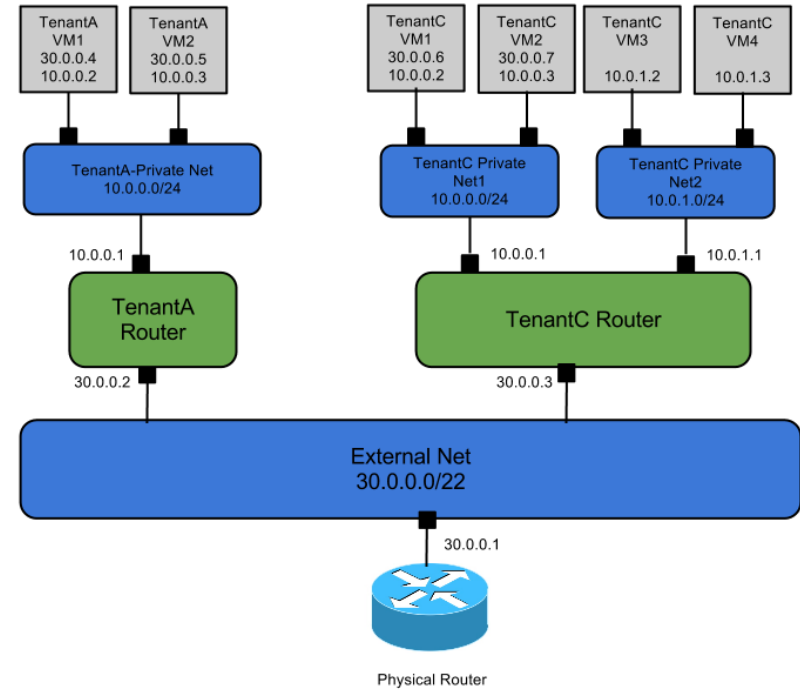 TenantA
VM1
30.0.0.4
10.0.0.2
TenantA
VM2
30.0.0.5
10.0.0.3
TenantC
VM1
30.0.0.6
10.0.0.2
TenantC
VM2
30.0.0.7
10.0.0.3
TenantC
VM3
10.0.1.2
TenantC
VM4
10.0.1.3
TenantA-Private Net
10.0.0.0/24
TenantC Private
Net1
10.0.0.0/24
TenantC Private
Net2
10.0.1.0/24
10.0.0.1
10.0.0.1
10.0.1.1
TenantA
Router
TenantC Router
30.0.0.2
30.0.0.3
External Net
30.0.0.0/22
30.0.0.1
Physical Router